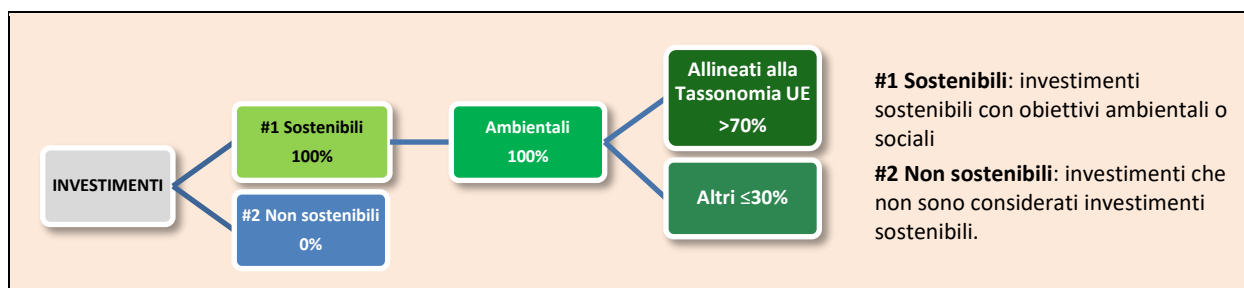 INVESTIMENTI
#1 Sostenibili
100%
#2 Non sostenibili
0%
Ambientali
100%
Allineati alla
Tassonomia UE
>70%
Altri ≤30%
#1 Sostenibili: investimenti
sostenibili con obiettivi ambientali o
sociali
#2 Non sostenibili: investimenti che
non sono considerati investimenti
sostenibili.